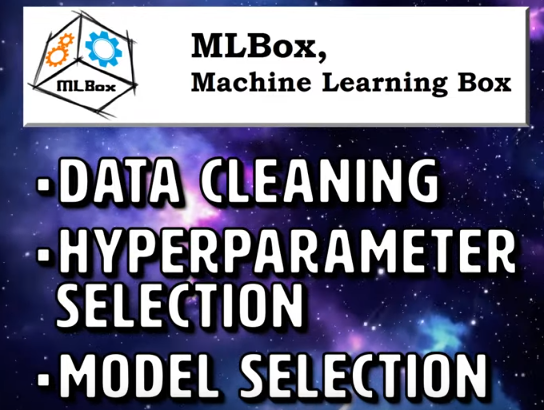 MLBox
MLBox,
Machine Learning Box
·DATA CLEANING
·HYPERPARAMETER
SELECTION
·MODEL SELECTION